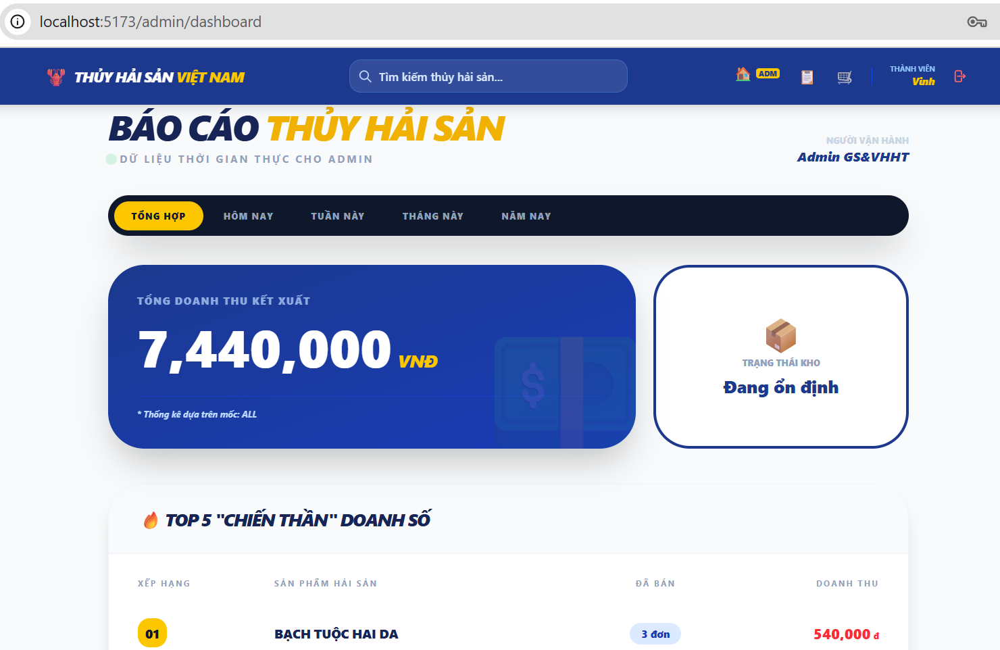 localhost:5173/admin/dashboard
THỦY HẢI SẢN VIỆT NAM
Tìm kiếm thủy hải sản...
ADM
THÀNH VIÊN
Vinh
BÁO CÁO THỦY HẢI SẢN
DỮ LIỆU THỜI GIAN THỰC CHO ADMIN
NGƯỜI VẬN HÀNH
Admin GS&VHHT
TỔNG HỢP HÔM NAY TUẦN NÀY THÁNG NÀY NĂM NAY
TỔNG DOANH THU KẾT XUẤT
7,440,000 VNĐ
* Thống kê dựa trên mốc: ALL
TRẠNG THÁI KHO
Đang ổn định
TOP 5 "CHIẾN THẦN" DOANH SỐ
XẾP HẠNG SẢN PHẨM HẢI SẢN ĐÃ BÁN DOANH THU
01 BẠCH TUỘC HAI DA 3 đơn 540,000 đ